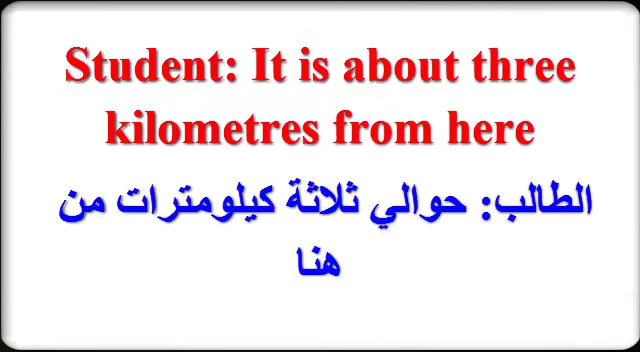 Student: It is about three
kilometres from here
الطالب: حوالي ثلاثة كيلومترات من
هنا